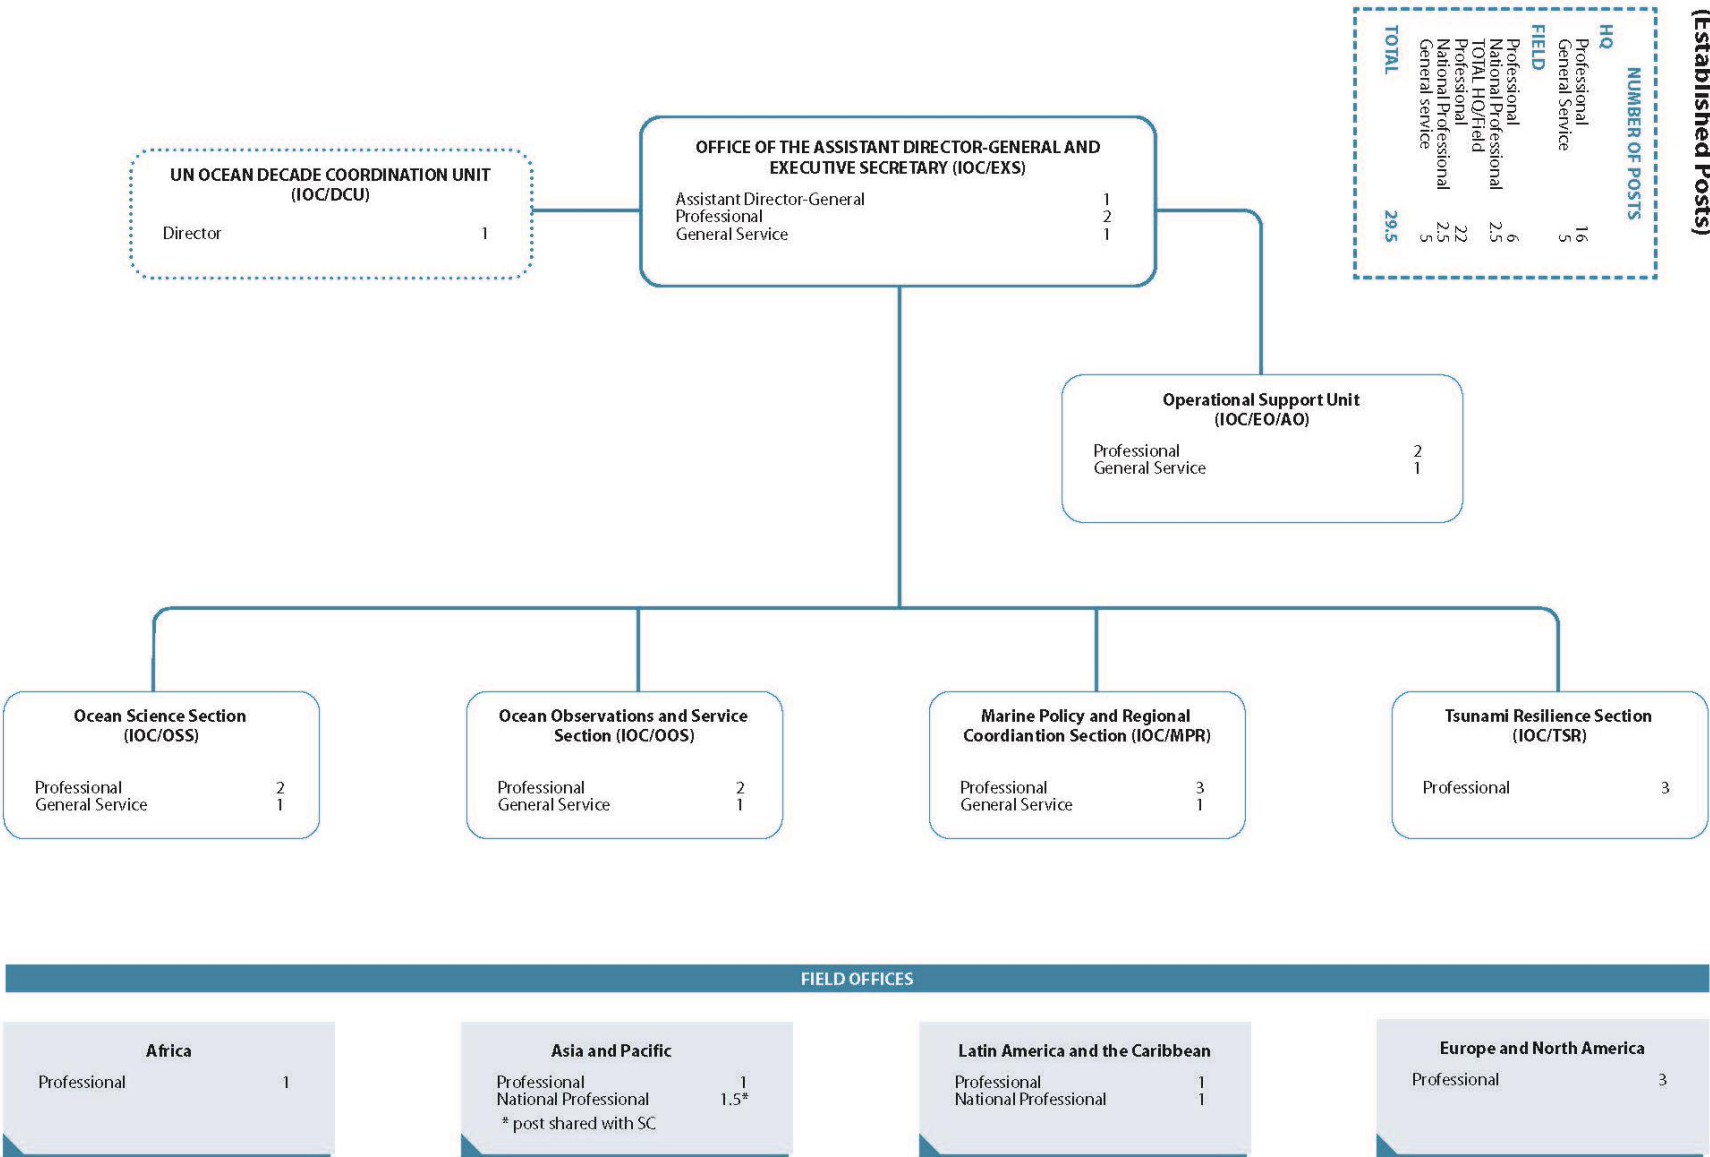 (Established Posts)
NUMBER OF POSTS
HQ
Professional 16
General Service 5
FIELD
Professional 6
National Professional 2.5
TOTAL HQ/Field
Professional 22
National Professional 2.5
General service 5
TOTAL 29.5
OFFICE OF THE ASSISTANT DIRECTOR-GENERAL AND
EXECUTIVE SECRETARY (IOC/EXS)
Assistant Director-General 1
Professional 2
General Service 1
UN OCEAN DECADE COORDINATION UNIT
(IOC/DCU)
Director 1
Operational Support Unit
(IOC/EO/AO)
Professional 2
General Service 1
Ocean Science Section
(IOC/OSS)
Professional 2
General Service 1
Ocean Observations and Service
Section (IOC/OOS)
Professional 2
General Service 1
Marine Policy and Regional
Coordiantion Section (IOC/MPR)
Professional 3
General Service 1
Tsunami Resilience Section
(IOC/TSR)
Professional 3
FIELD OFFICES
Africa
Professional 1
Asia and Pacific
Professional 1
National Professional 1.5*
* post shared with SC
Latin America and the Caribbean
Professional 1
National Professional 1
Europe and North America
Professional 3